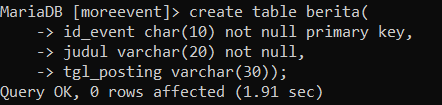 MariaDB [moreevent]> create table berita(
    -> id_event char(10) not null primary key,
    -> judul varchar(20) not null,
    -> tgl_posting varchar(30));
Query OK, 0 rows affected (1.91 sec)